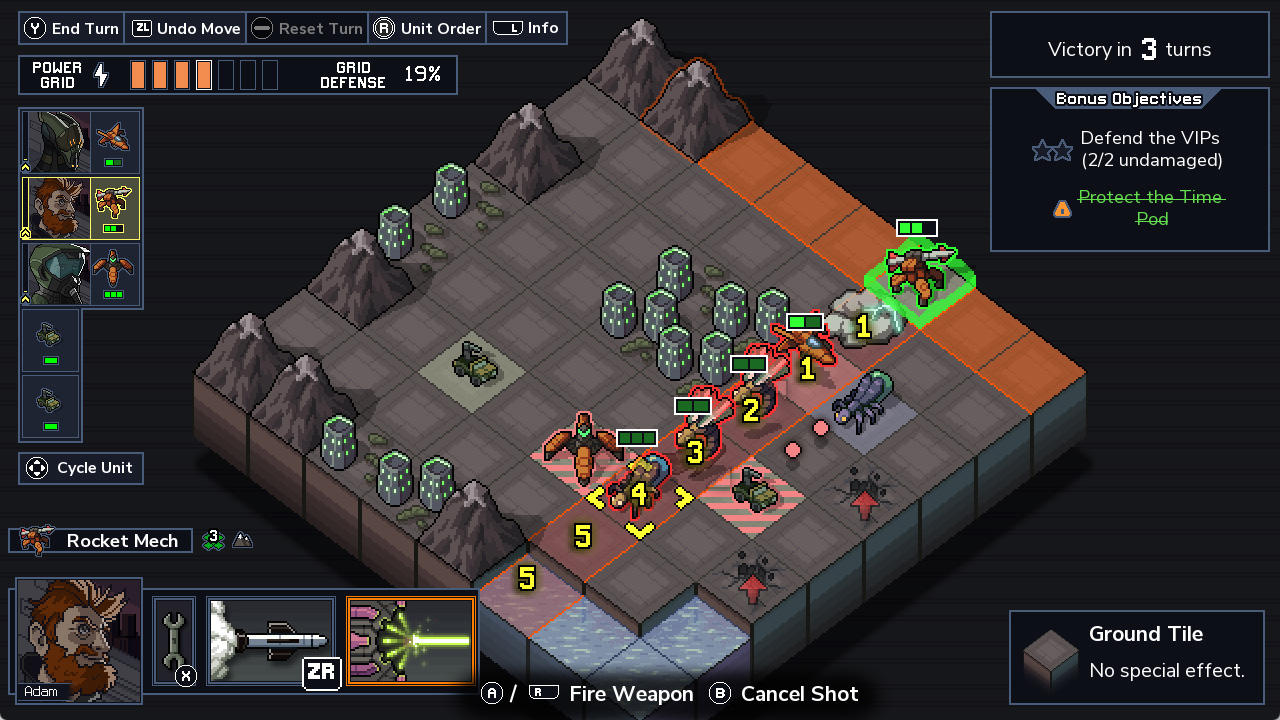 Y End Turn ZL Undo Move Reset Turn R Unit Order L Info
POWER GRID
GRID DEFENSE 19%
Victory in 3 turns
Bonus Objectives
Defend the VIPs
(2/2 undamaged)
Protect the Time
Pod
1
1
2
3
4
5
5
Cycle Unit
Rocket Mech 3
Adam
X
ZR
A / R Fire Weapon B Cancel Shot
Ground Tile
No special effect.